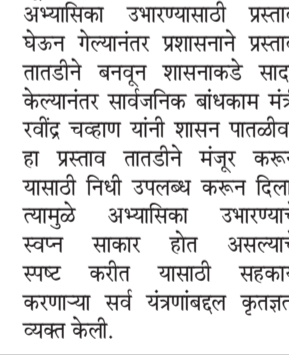 अभ्यासिका उभारण्यासाठी प्रस्ताव
घेऊन गेल्यानंतर प्रशासनाने प्रस्ताव
तातडीने बनवून शासनाकडे साद
केल्यानंतर सार्वजनिक बांधकाम मंत्र
रवींद्र चव्हाण यांनी शासन पातळीव
हा प्रस्ताव तातडीने मंजूर करू
यासाठी निधी उपलब्ध करून दिला
त्यामुळे अभ्यासिका उभारण्या
स्वप्न साकार होत असल्या
स्पष्ट करीत यासाठी सहका
करणाऱ्या सर्व यंत्रणांबद्दल कृतज्ञत
व्यक्त केली.